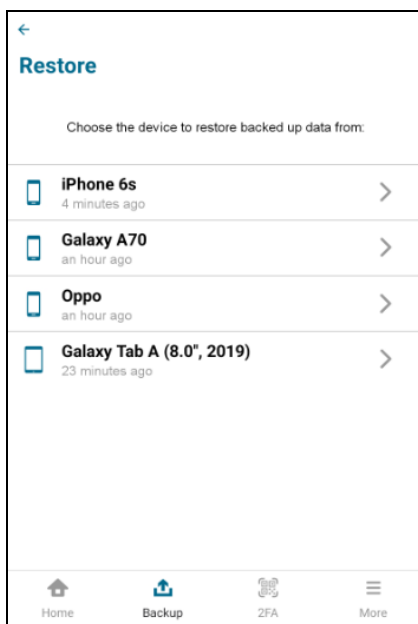 Restore
Choose the device to restore backed up data from:
iPhone 6s
4 minutes ago
Galaxy A70
an hour ago
Oppo
an hour ago
Galaxy Tab A (8.0", 2019)
23 minutes ago
Home Backup 2FA More